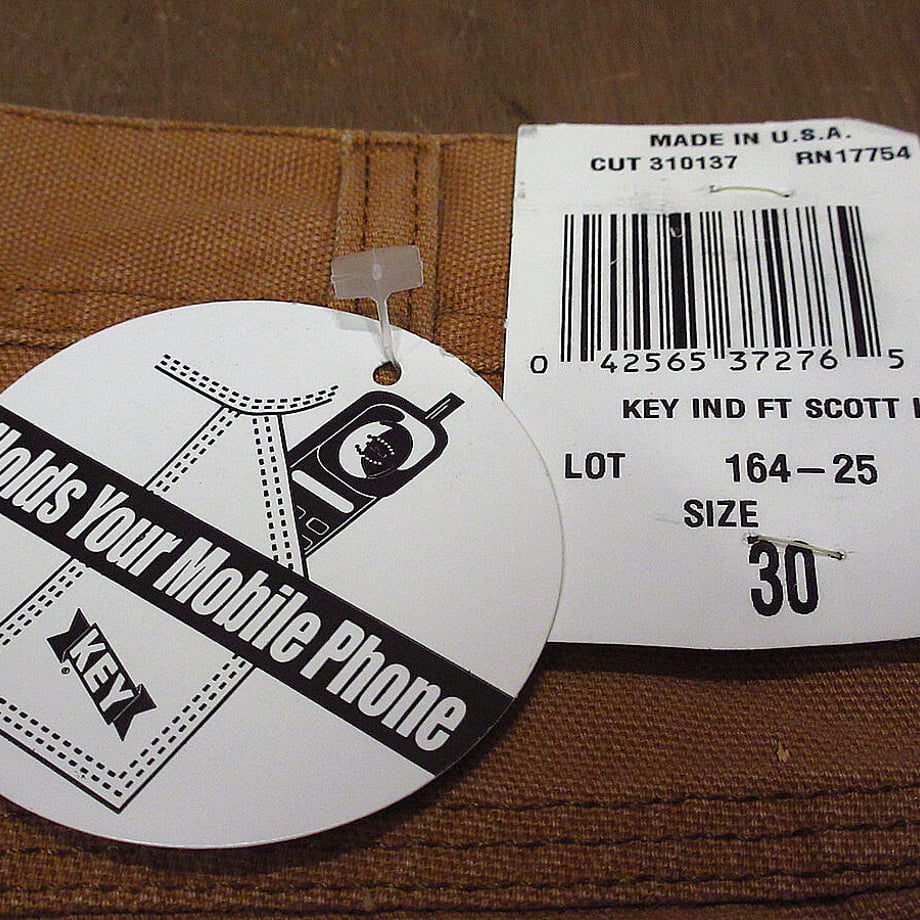 MADE IN U.S.A.
CUT 310137 RN17754
0 42565 37276 5
KEY IND FT SCOTT
LOT 164-25
SIZE
30
Holds Your Mobile Phone
KEY
®